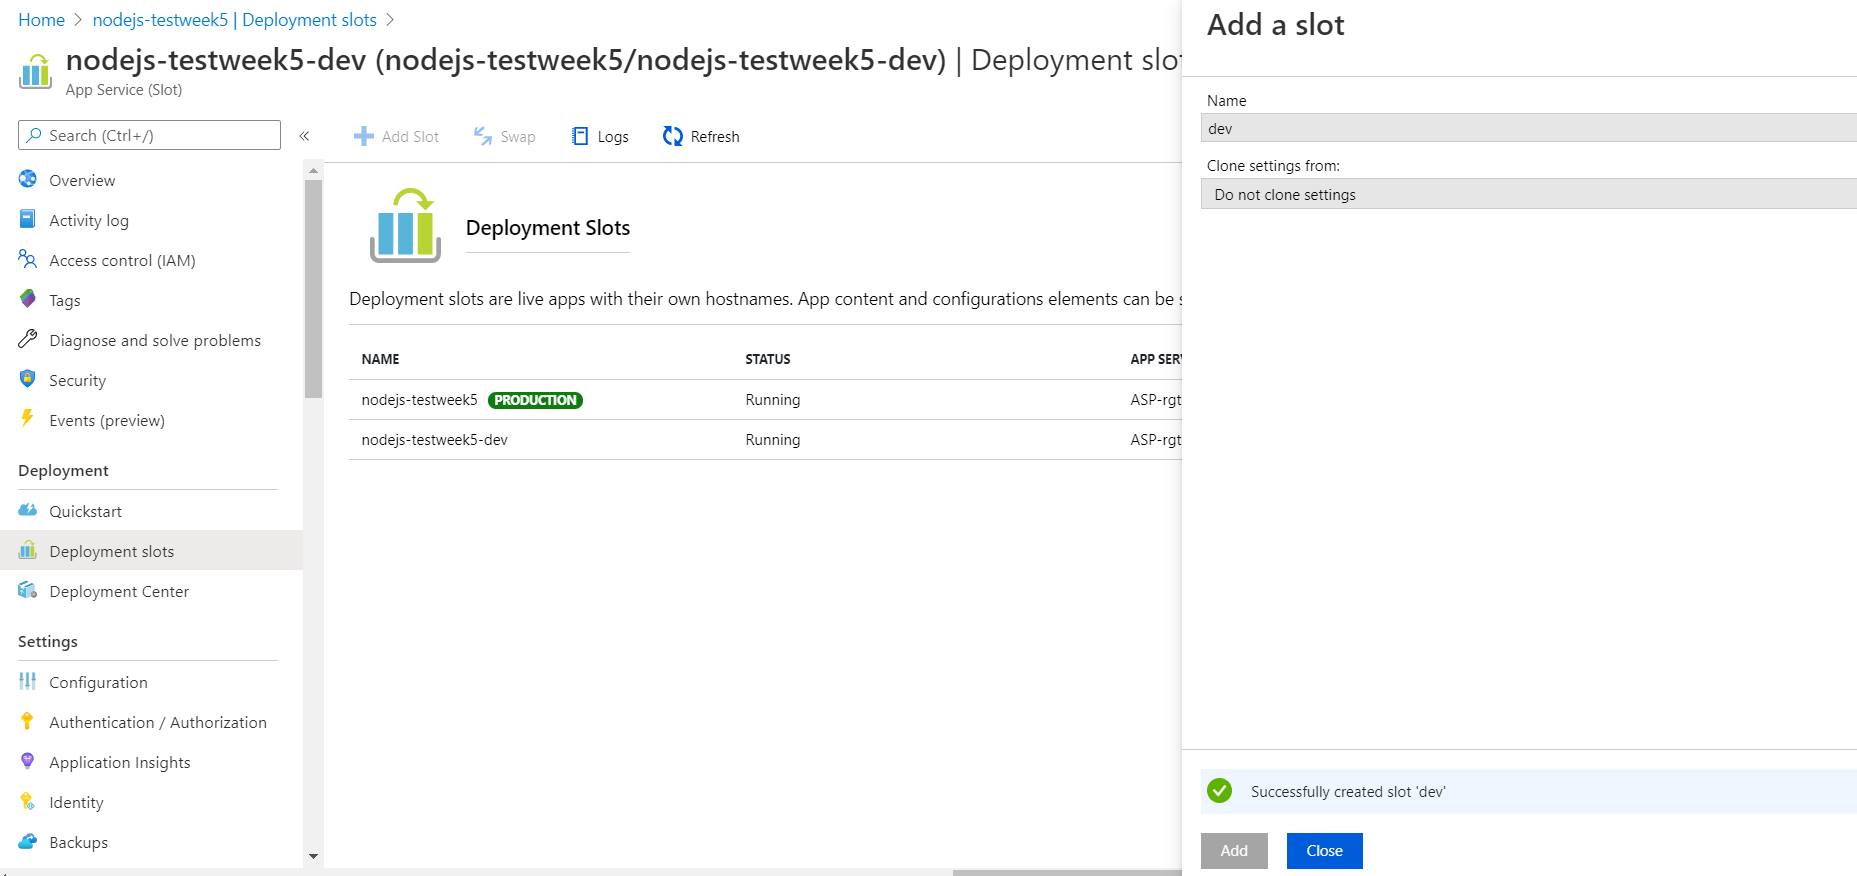 Home > nodejs-testweek5 | Deployment slots >
nodejs-testweek5-dev (nodejs-testweek5/nodejs-testweek5-dev) | Deployment slo
App Service (Slot)
Search (Ctrl+/)
«
Overview
Activity log
Access control (IAM)
Tags
Diagnose and solve problems
Security
Events (preview)
Deployment
Quickstart
Deployment slots
Deployment Center
Settings
Configuration
Authentication / Authorization
Application Insights
Identity
Backups
Add Slot Swap Logs Refresh
Deployment Slots
Deployment slots are live apps with their own hostnames. App content and configurations elements can be s
NAME STATUS APP SERV
nodejs-testweek5 PRODUCTION Running ASP-rgt
nodejs-testweek5-dev Running ASP-rgt
Add a slot
Name
dev
Clone settings from:
Do not clone settings
Successfully created slot 'dev'
Add Close